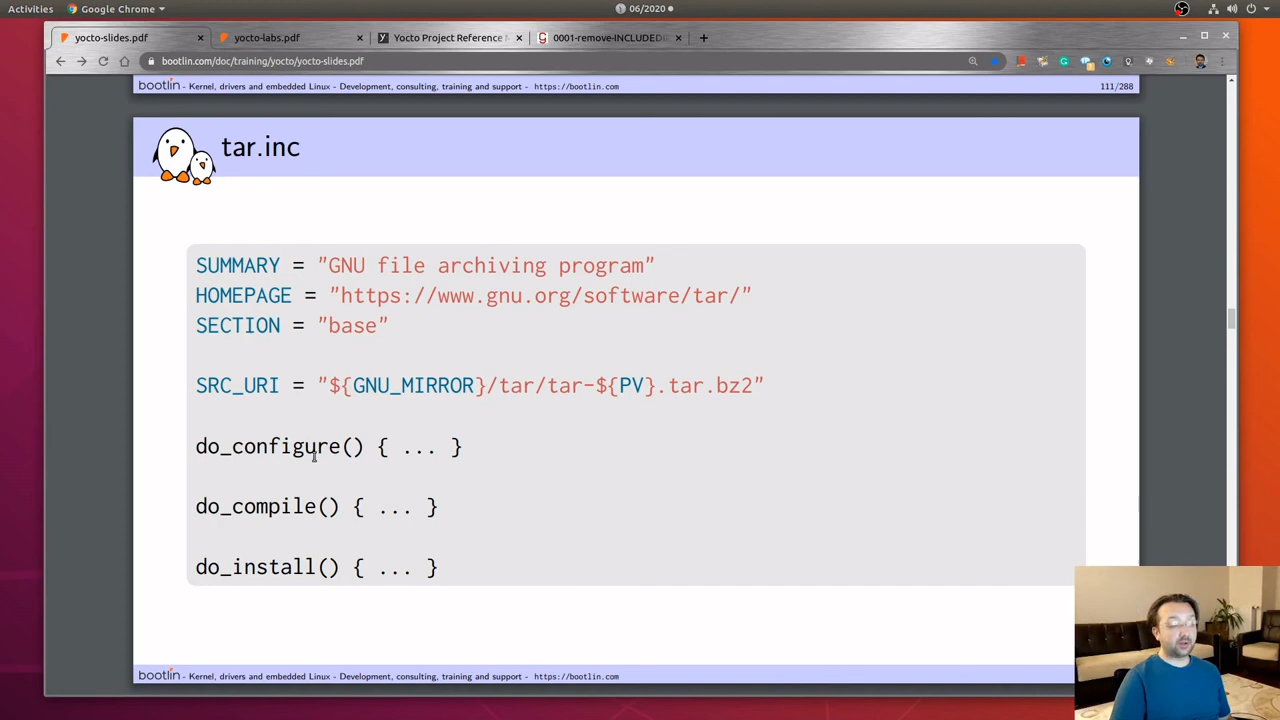 Activities
Google Chrome
06/2020
yocto-slides.pdf
yocto-labs.pdf
Yocto Project Reference M
0001-remove-INCLUDEDI
bootlin.com/doc/training/yocto/yocto-slides.pdf
bootlin - Kernel, drivers and embedded Linux - Development, consulting, training and support - https://bootlin.com 111/288
tar.inc
SUMMARY = "GNU file archiving program"
HOMEPAGE = "https://www.gnu.org/software/tar/"
SECTION = "base"
SRC_URI = "${GNU_MIRROR}/tar/tar-${PV}.tar.bz2"
do_configure() { ... }
do_compile() { ... }
do_install() { ... }
bootlin - Kernel, drivers and embedded Linux - Development, consulting, training and support - https://bootlin.com